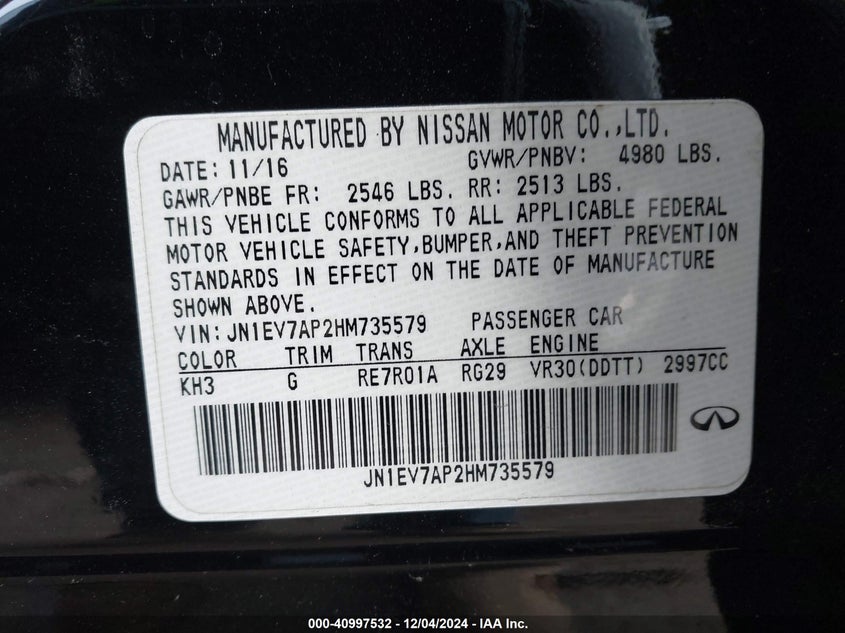 MANUFACTURED BY NISSAN MOTOR CO.,LTD.
DATE: 11/16 GVWR/PNBV: 4980 LBS.
GAWR/PNBE FR: 2546 LBS. RR: 2513 LBS.
THIS VEHICLE CONFORMS TO ALL APPLICABLE FEDERAL
MOTOR VEHICLE SAFETY,BUMPER,AND THEFT PREVENTION
STANDARDS IN EFFECT ON THE DATE OF MANUFACTURE
SHOWN ABOVE.
VIN: JN1EV7AP2HM735579 PASSENGER CAR
COLOR TRIM TRANS AXLE ENGINE
KH3 G RE7R01A RG29 VR30(DDTT) 2997CC
JN1EV7AP2HM735579
000-40997532 - 12/04/2024 - IAA Inc.